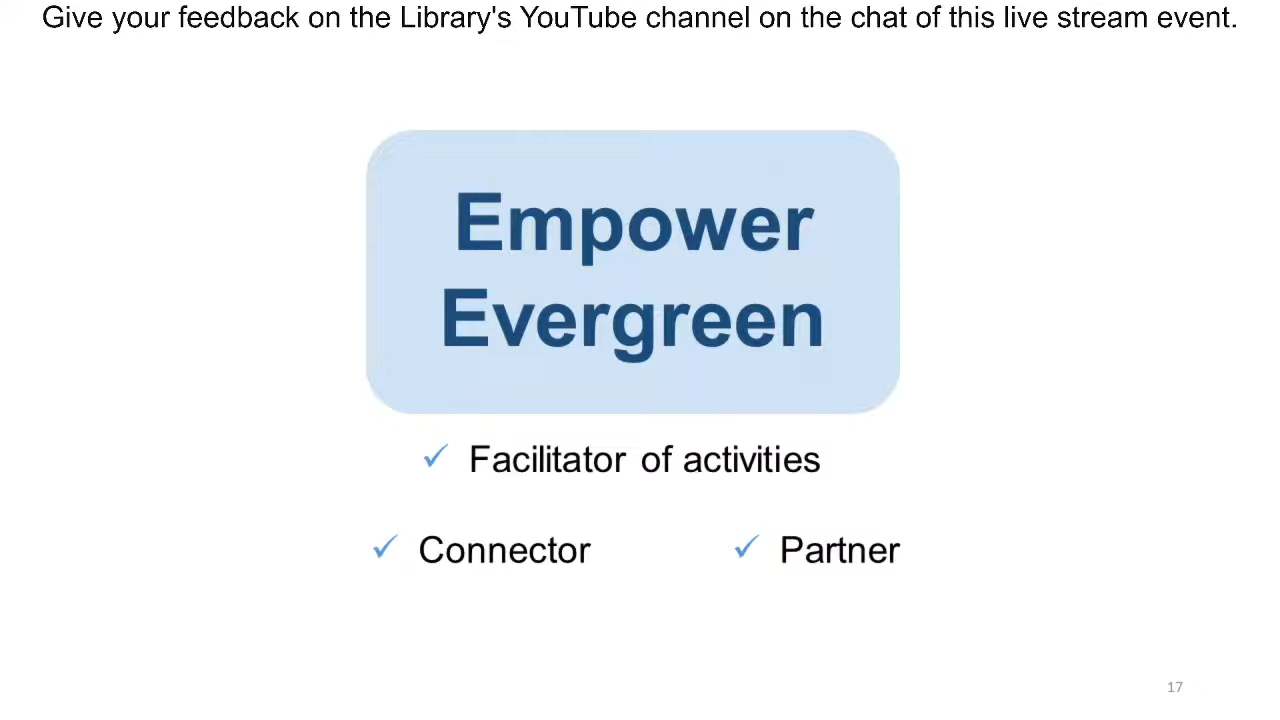 Give your feedback on the Library's YouTube channel on the chat of this live stream event.
Empower
Evergreen
✓ Facilitator of activities
✓ Connector ✓ Partner
17